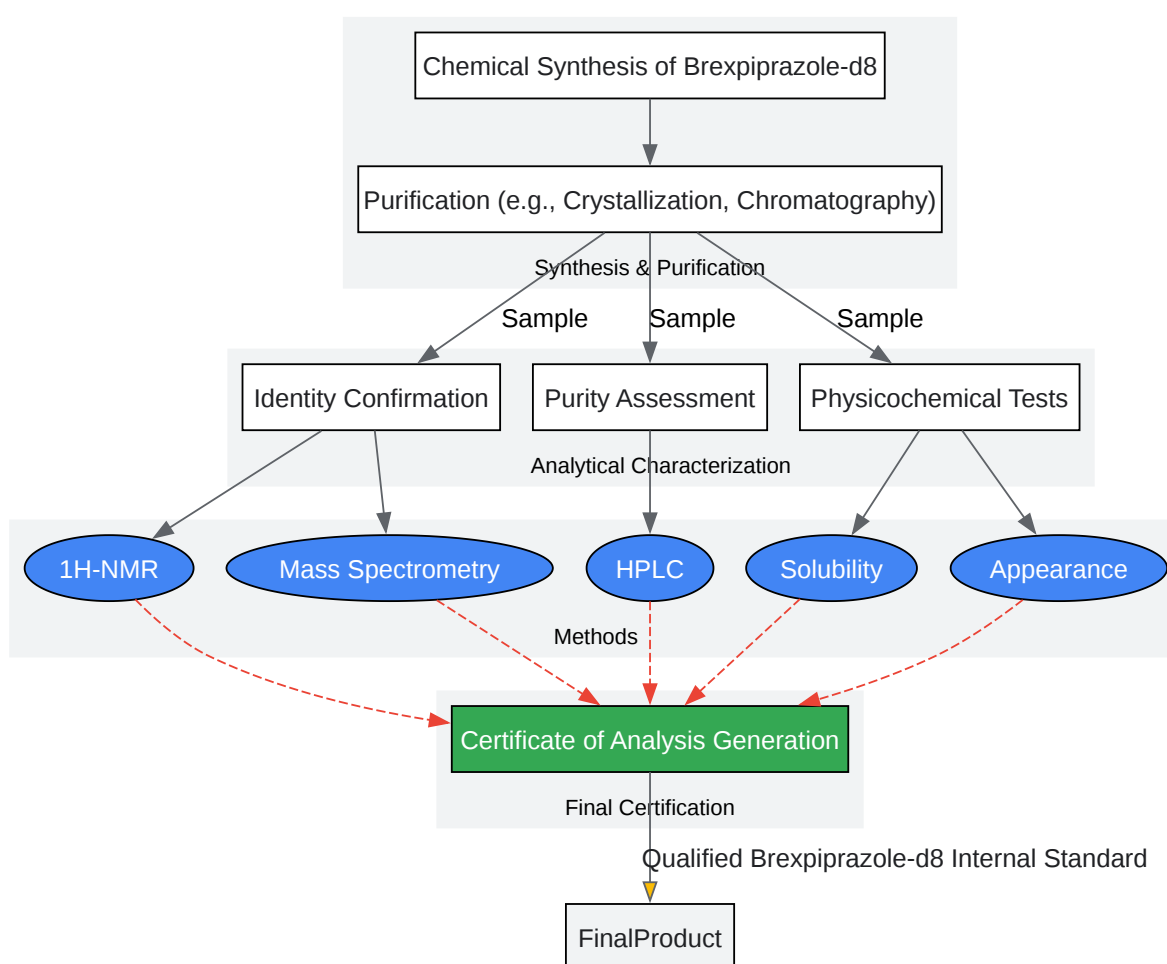 Chemical Synthesis of Brexpiprazole-d8
Purification (e.g., Crystallization, Chromatography)
Synthesis & Purification
Sample
Sample
Sample
Identity Confirmation
Purity Assessment
Physicochemical Tests
Analytical Characterization
1H-NMR
Mass Spectrometry
HPLC
Solubility
Appearance
Methods
Certificate of Analysis Generation
Final Certification
Qualified Brexpiprazole-d8 Internal Standard
FinalProduct